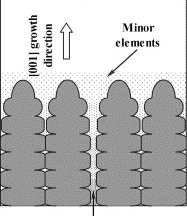 [001] growth
direction
Minor
elements